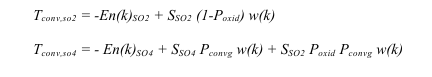 T_conv,so2 = -En(k)_SO2 + S_SO2 (1-P_oxid) w(k)
T_conv,so4 = - En(k)_SO4 + S_SO4 P_convg w(k) + S_SO2 P_oxid P_convg w(k)